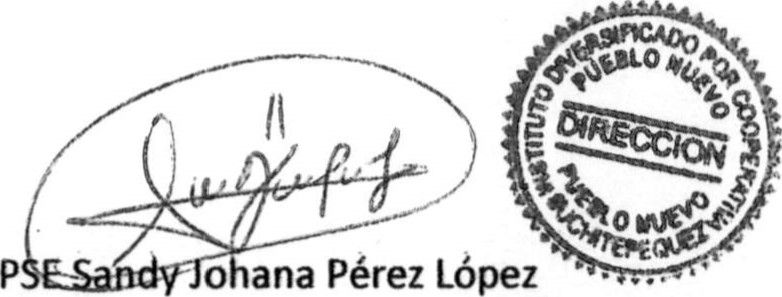 INSTITUTO DIVERSIFICADO POR COOPERATIVA
PUEBLO NUEVO
DIRECCION
PUEBLO NUEVO
SUCHITEPEQUEZ
PSE Sandy Johana Pérez López